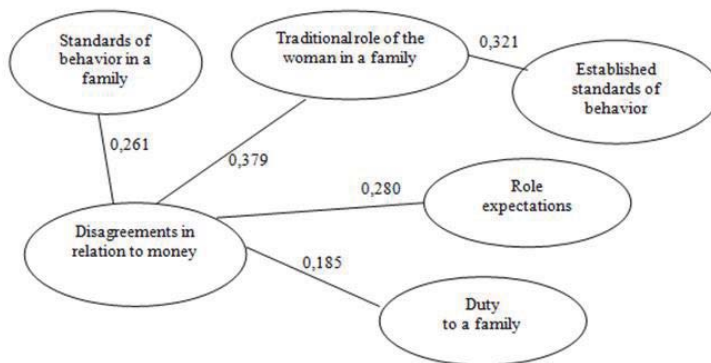 Standards of
behavior in a
family
Traditional role of the
woman in a family
0,321
Established
standards of
behavior
0,261
0,379
0,280
Role
expectations
Disagreements in
relation to money
0,185
Duty
to a family